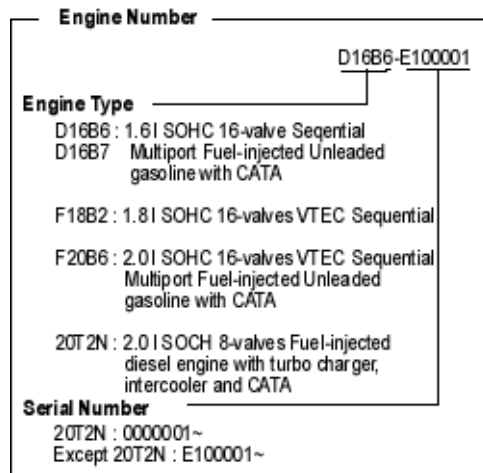 Engine Number
D16B6-E100001
Engine Type
D16B6 : 1.6l SOHC 16-valve Seqential
D16B7 Multiport Fuel-injected Unleaded
gasoline with CATA
F18B2 : 1.8l SOHC 16-valves VTEC Sequential
F20B6 : 2.0l SOHC 16-valves VTEC Sequential
Multiport Fuel-injected Unleaded
gasoline with CATA
20T2N : 2.0l SOCH 8-valves Fuel-injected
diesel engine with turbo charger,
intercooler and CATA
Serial Number
20T2N : 0000001~
Except 20T2N : E100001~